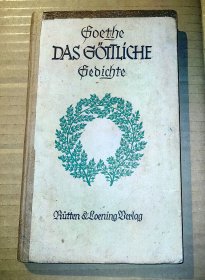 Goethe
DAS GÖTTLICHE
Gedichte
Rütten & Loening Verlag